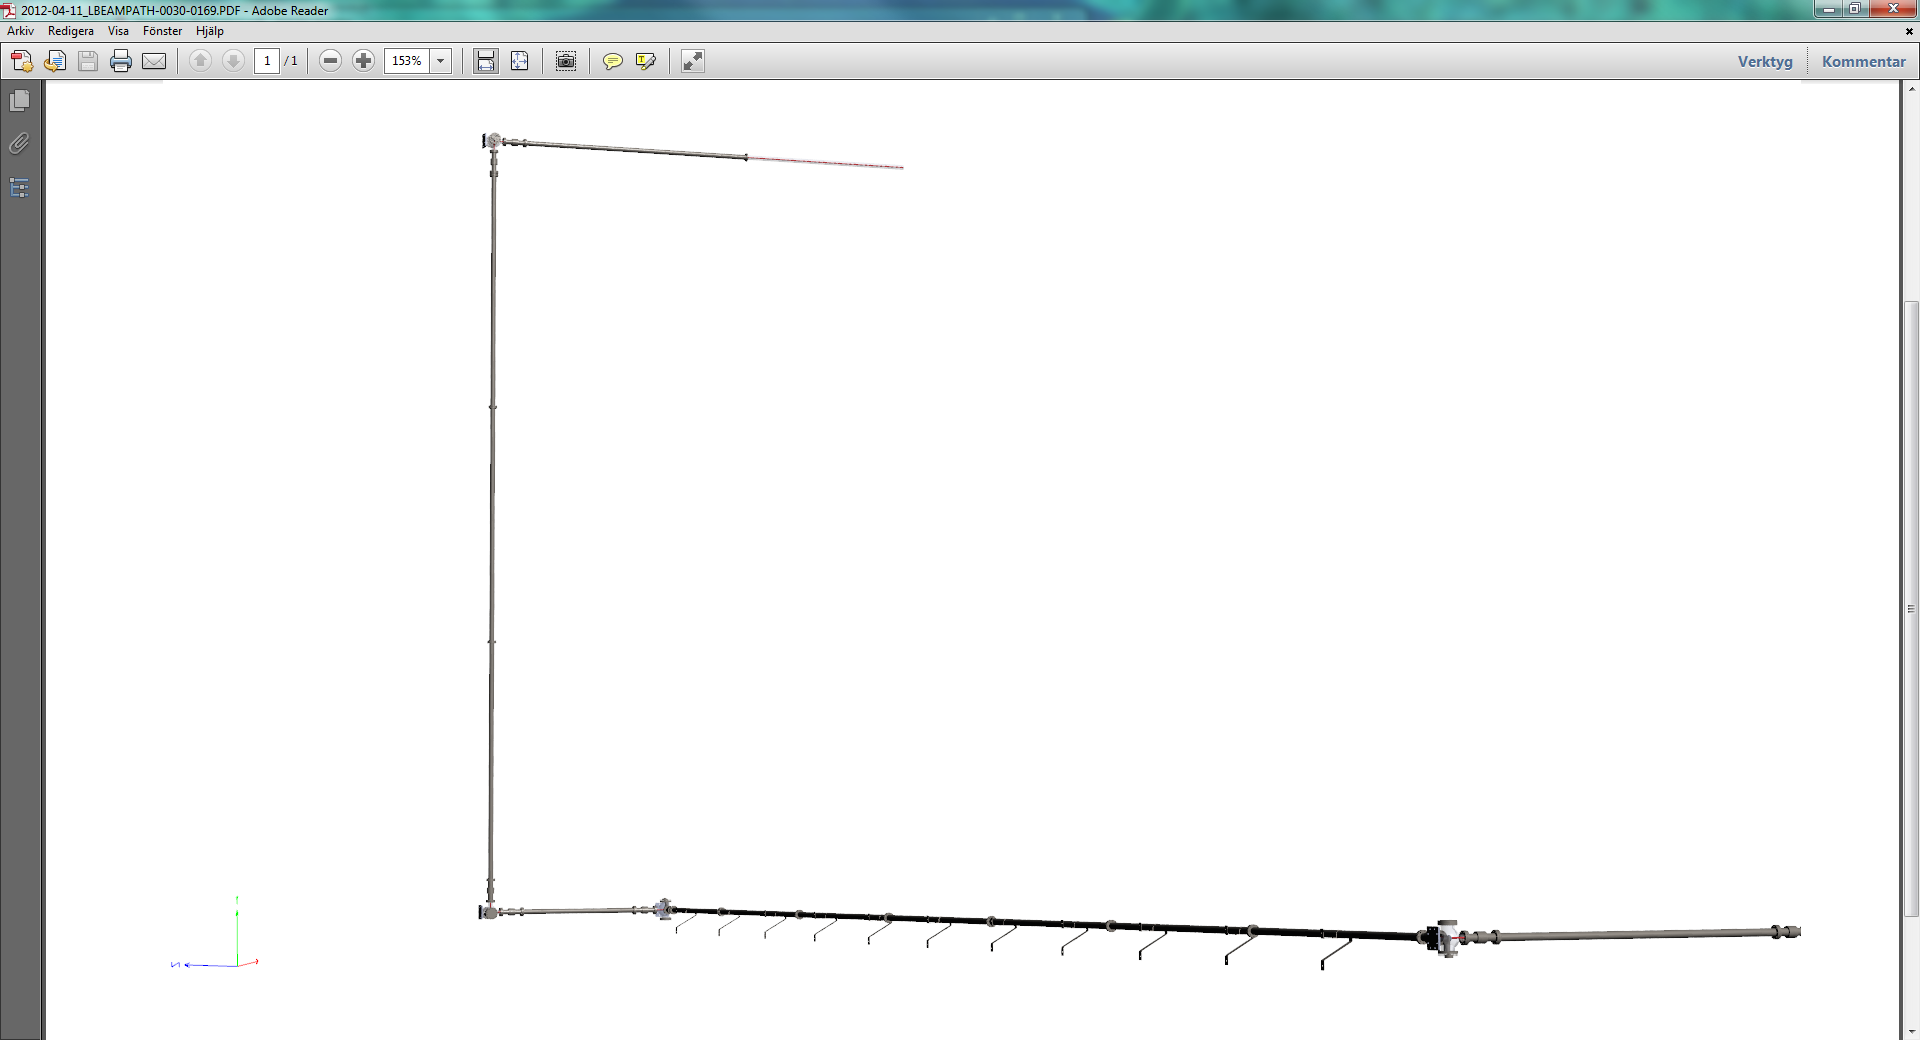 2012-04-11_LBEAMPATH-0030-0169.PDF - Adobe Reader
Arkiv Redigera Visa Fönster Hjälp
1 / 1 153% Verktyg Kommentar